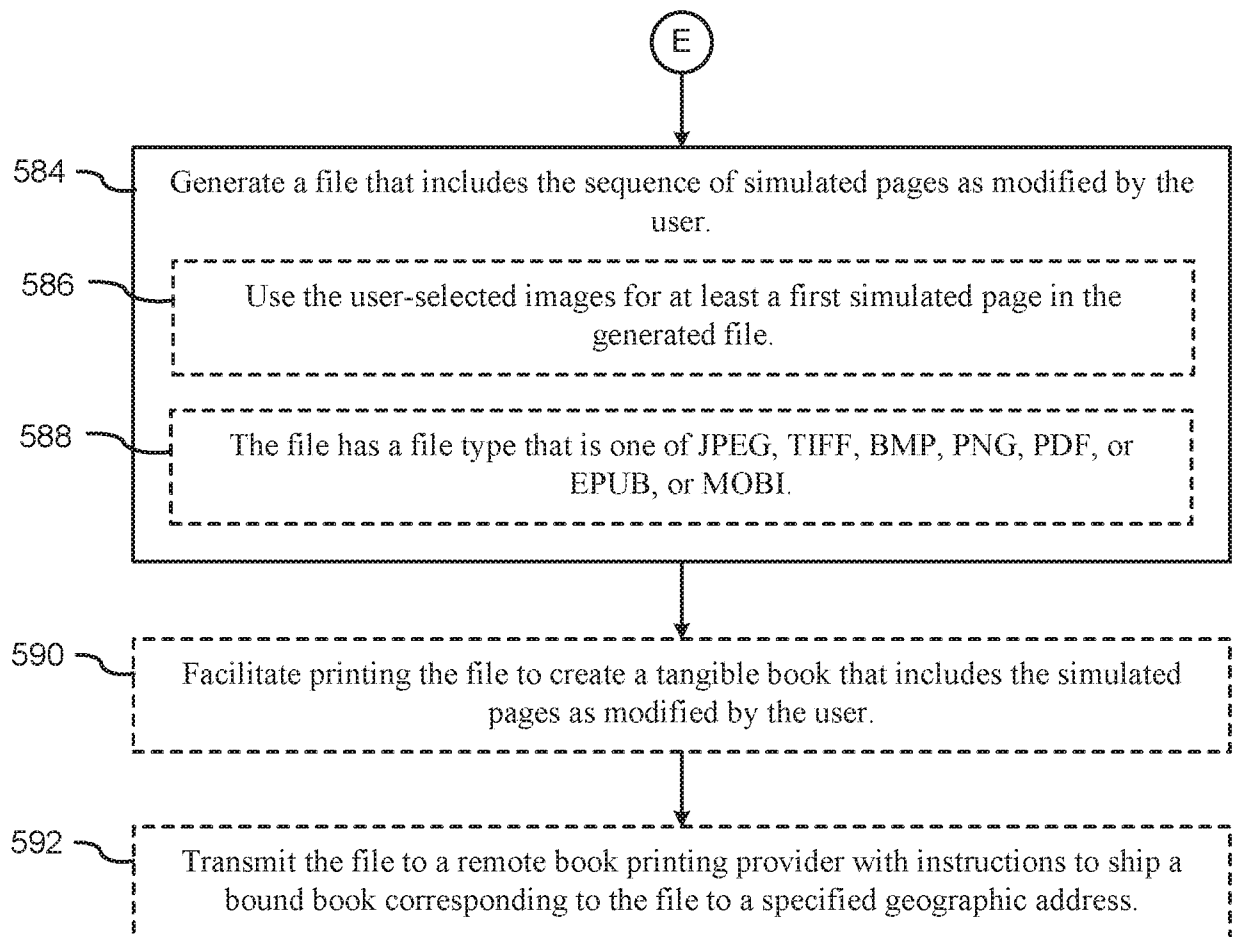 E
584
Generate a file that includes the sequence of simulated pages as modified by the
user.
586
Use the user-selected images for at least a first simulated page in the
generated file.
588
The file has a file type that is one of JPEG, TIFF, BMP, PNG, PDF, or
EPUB, or MOBI.
590
Facilitate printing the file to create a tangible book that includes the simulated
pages as modified by the user.
592
Transmit the file to a remote book printing provider with instructions to ship a
bound book corresponding to the file to a specified geographic address.